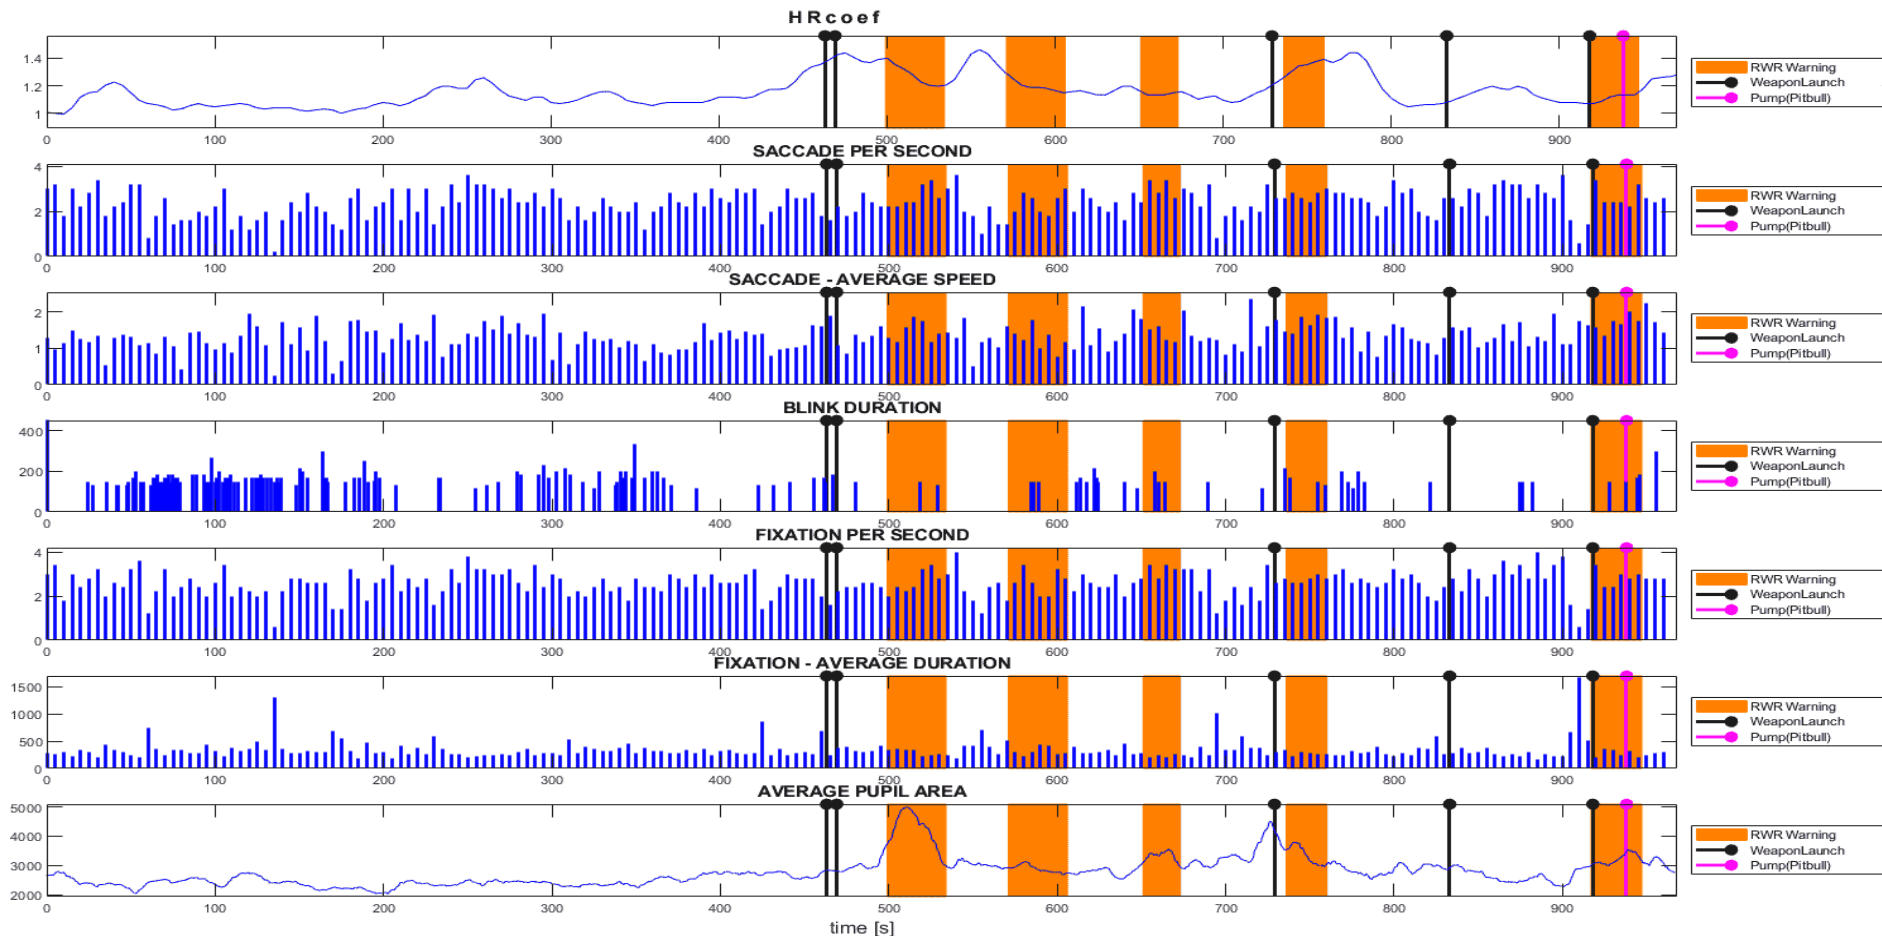 H R c o e f
1.4
1.2
1
0 100 200 300 400 500 600 700 800 900
RWR Warning
WeaponLaunch
Pump(Pitbull)
SACCADE PER SECOND
4
2
0
0 100 200 300 400 500 600 700 800 900
RWR Warning
WeaponLaunch
Pump(Pitbull)
SACCADE - AVERAGE SPEED
2
1
0
0 100 200 300 400 500 600 700 800 900
RWR Warning
WeaponLaunch
Pump(Pitbull)
BLINK DURATION
400
200
0
0 100 200 300 400 500 600 700 800 900
RWR Warning
WeaponLaunch
Pump(Pitbull)
FIXATION PER SECOND
4
2
0
0 100 200 300 400 500 600 700 800 900
RWR Warning
WeaponLaunch
Pump(Pitbull)
FIXATION - AVERAGE DURATION
1500
1000
500
0
0 100 200 300 400 500 600 700 800 900
RWR Warning
WeaponLaunch
Pump(Pitbull)
AVERAGE PUPIL AREA
5000
4000
3000
2000
0 100 200 300 400 500 600 700 800 900
RWR Warning
WeaponLaunch
Pump(Pitbull)
time [s]